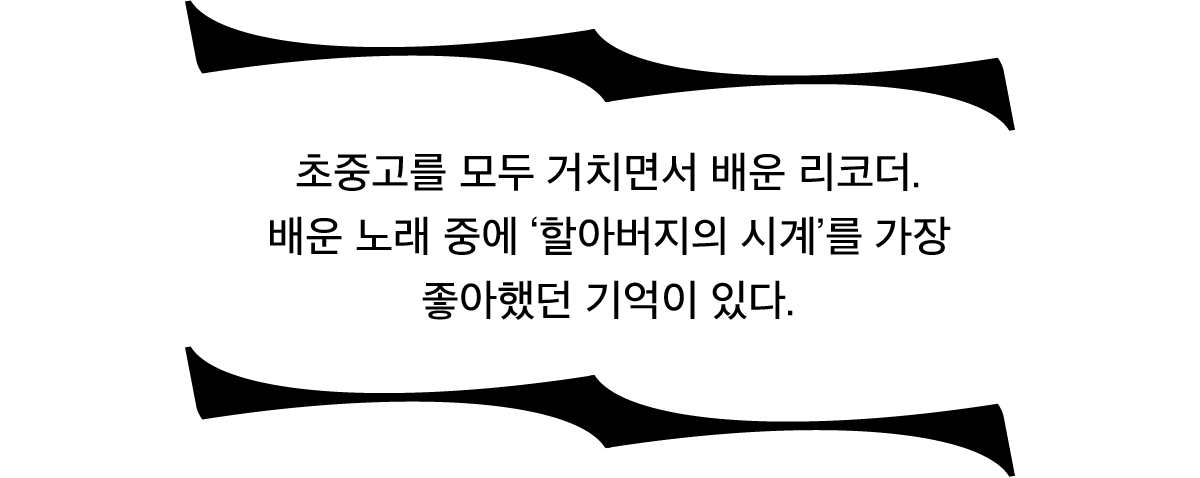 초중고를 모두 거치면서 배운 리코더.
배운 노래 중에 ‘할아버지의 시계’를 가장
좋아했던 기억이 있다.